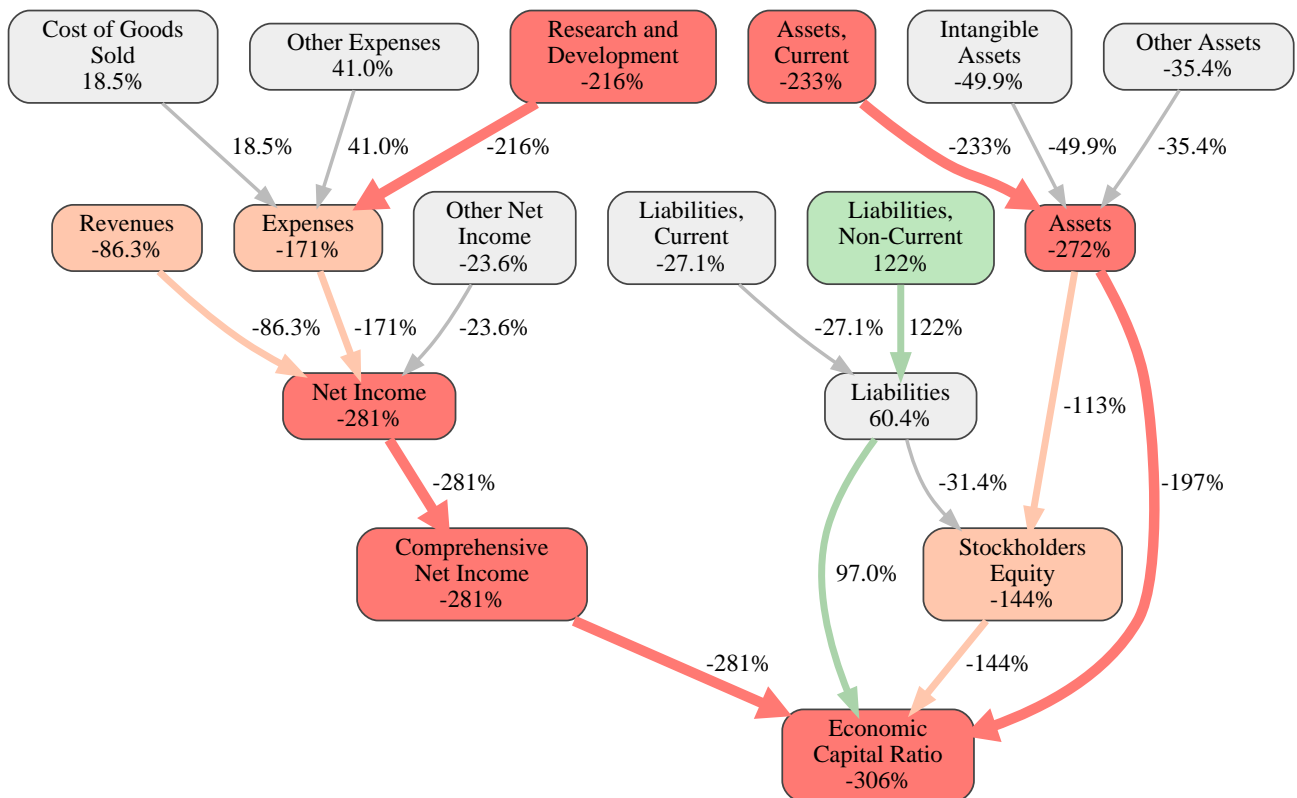 Cost of Goods
Sold
18.5%
Other Expenses
41.0%
Research and
Development
-216%
Assets,
Current
-233%
Intangible
Assets
-49.9%
Other Assets
-35.4%
18.5%
41.0%
-216%
-233%
-49.9%
-35.4%
Revenues
-86.3%
Expenses
-171%
Other Net
Income
-23.6%
Liabilities,
Current
-27.1%
Liabilities,
Non-Current
122%
Assets
-272%
-86.3%
-171%
-23.6%
-27.1%
122%
Net Income
-281%
Liabilities
60.4%
-113%
-281%
-31.4%
-197%
Comprehensive
Net Income
-281%
97.0%
Stockholders
Equity
-144%
-281%
-144%
Economic
Capital Ratio
-306%